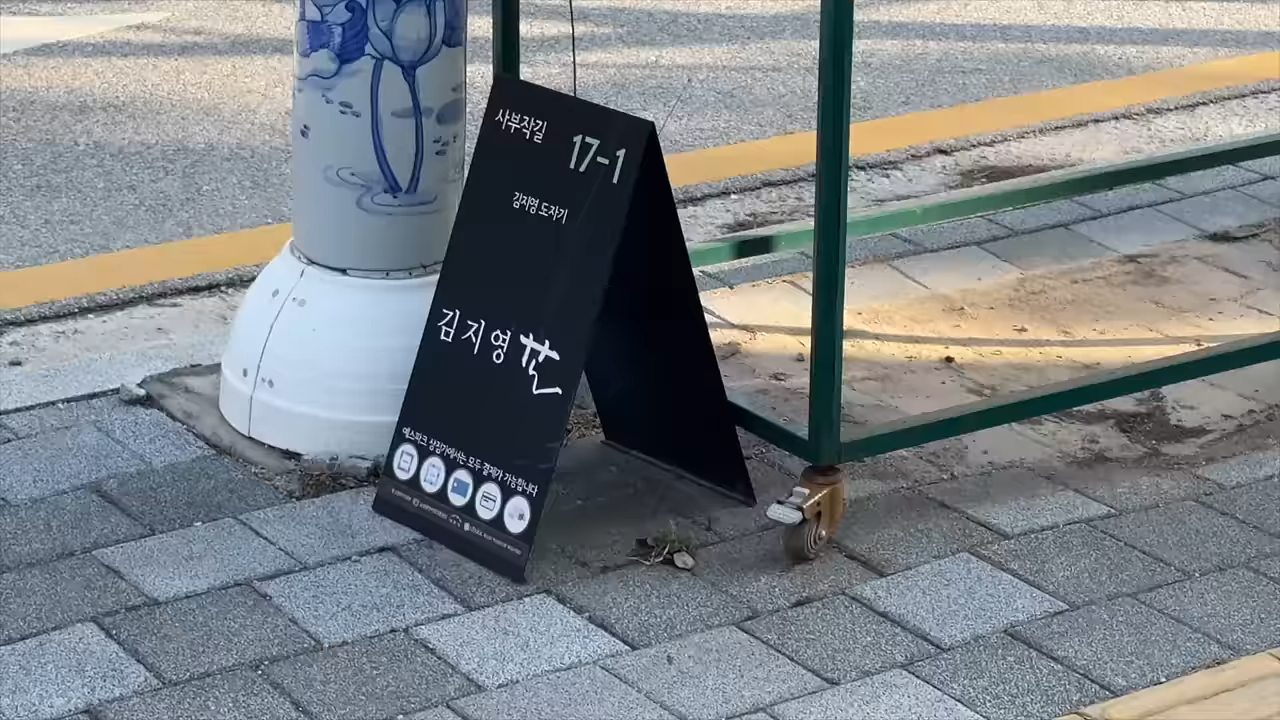 사부작길
17-1
김지영 도자기
김지영
예스파크 상점가에서는 모두 결제가 가능합니다